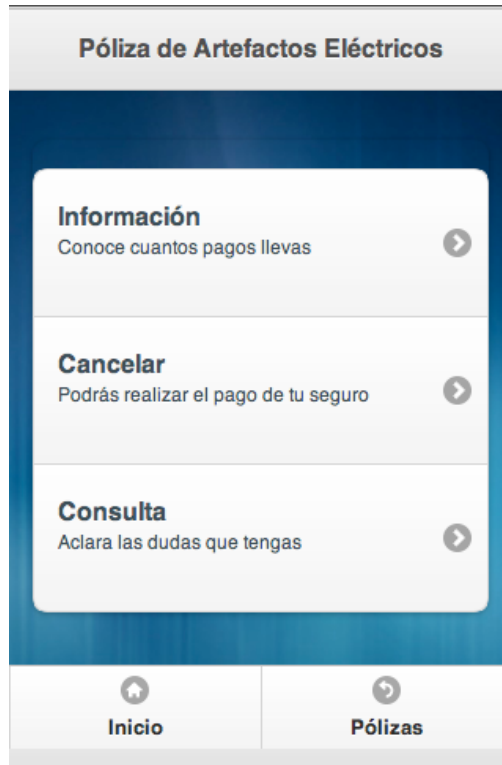 Póliza de Artefactos Eléctricos
Información
Conoce cuantos pagos llevas
Cancelar
Podrás realizar el pago de tu seguro
Consulta
Aclara las dudas que tengas
Inicio
Pólizas